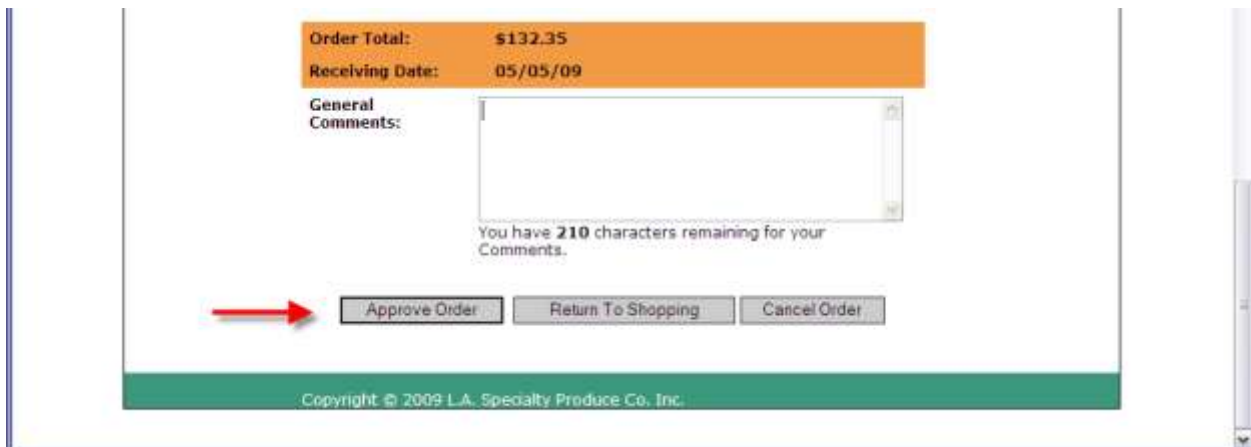 Order Total: $132.35
Receiving Date: 05/05/09
General
Comments:
You have 210 characters remaining for your
Comments.
Approve Order Return To Shopping Cancel Order
Copyright © 2009 L.A. Specialty Produce Co. Inc.